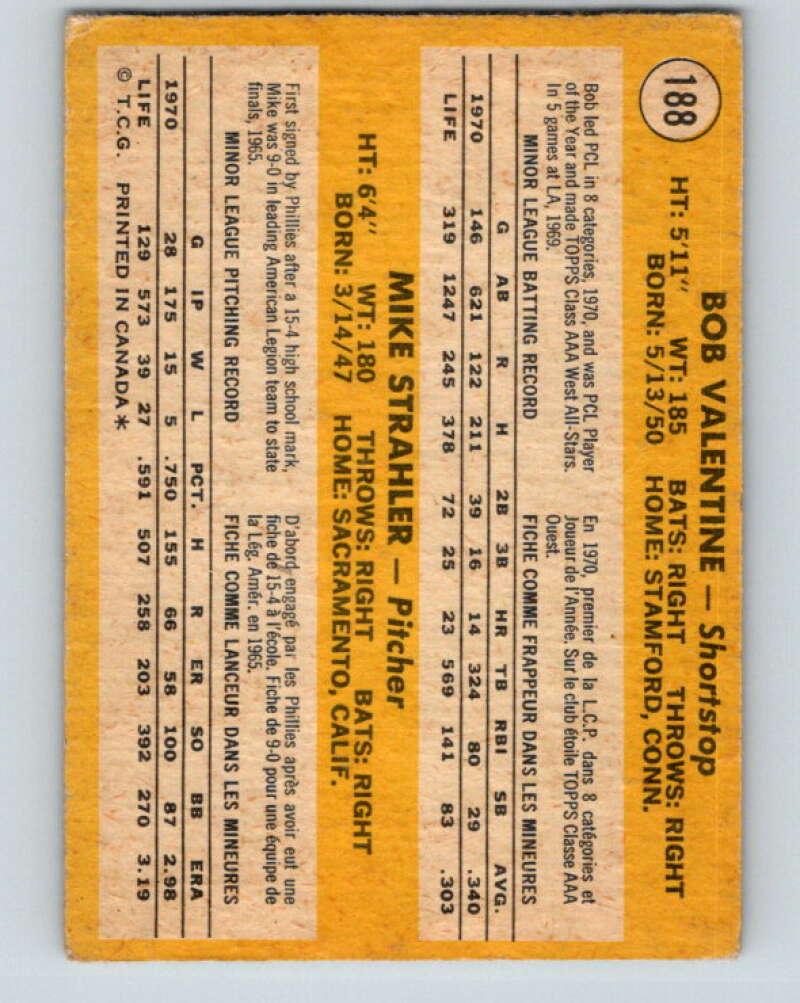 188
BOB VALENTINE — Shortstop
HT: 5'11" WT: 185 BATS: RIGHT THROWS: RIGHT
BORN: 5/13/50 HOME: STAMFORD, CONN.
Bob led PCL in 8 categories, 1970, and was PCL Player
of the Year and made TOPPS Class AAA West All-Stars.
In 5 games at LA, 1969.
En 1970, premier de la L.C.P. dans 8 catégories et
Joueur de l'Année. Sur le club étoile TOPPS Classe AAA
Ouest.
MINOR LEAGUE BATTING RECORD FICHE COMME FRAPPEUR DANS LES MINEURES
G AB R H 2B 3B HR TB RBI SB AVG.
1970 146 621 122 211 39 16 14 324 80 29 .340
LIFE 319 1247 245 378 72 25 23 569 141 83 .303
MIKE STRAHLER — Pitcher
HT: 6'4" WT: 180 THROWS: RIGHT BATS: RIGHT
BORN: 3/14/47 HOME: SACRAMENTO, CALIF.
First signed by Phillies after a 15-4 high school mark,
Mike was 9-0 in leading American Legion team to state
finals, 1965.
D'abord engagé par les Phillies après avoir eut une
fiche de 15-4 à l'école. Fiche de 9-0 pour une équipe de
la Lég. Amér. en 1965.
MINOR LEAGUE PITCHING RECORD FICHE COMME LANCEUR DANS LES MINEURES
G IP W L PCT. H R ER SO BB ERA
1970 28 175 15 5 .750 155 66 58 100 87 2.98
LIFE 129 573 39 27 .591 507 258 203 392 270 3.19
© T.C.G. PRINTED IN CANADA*